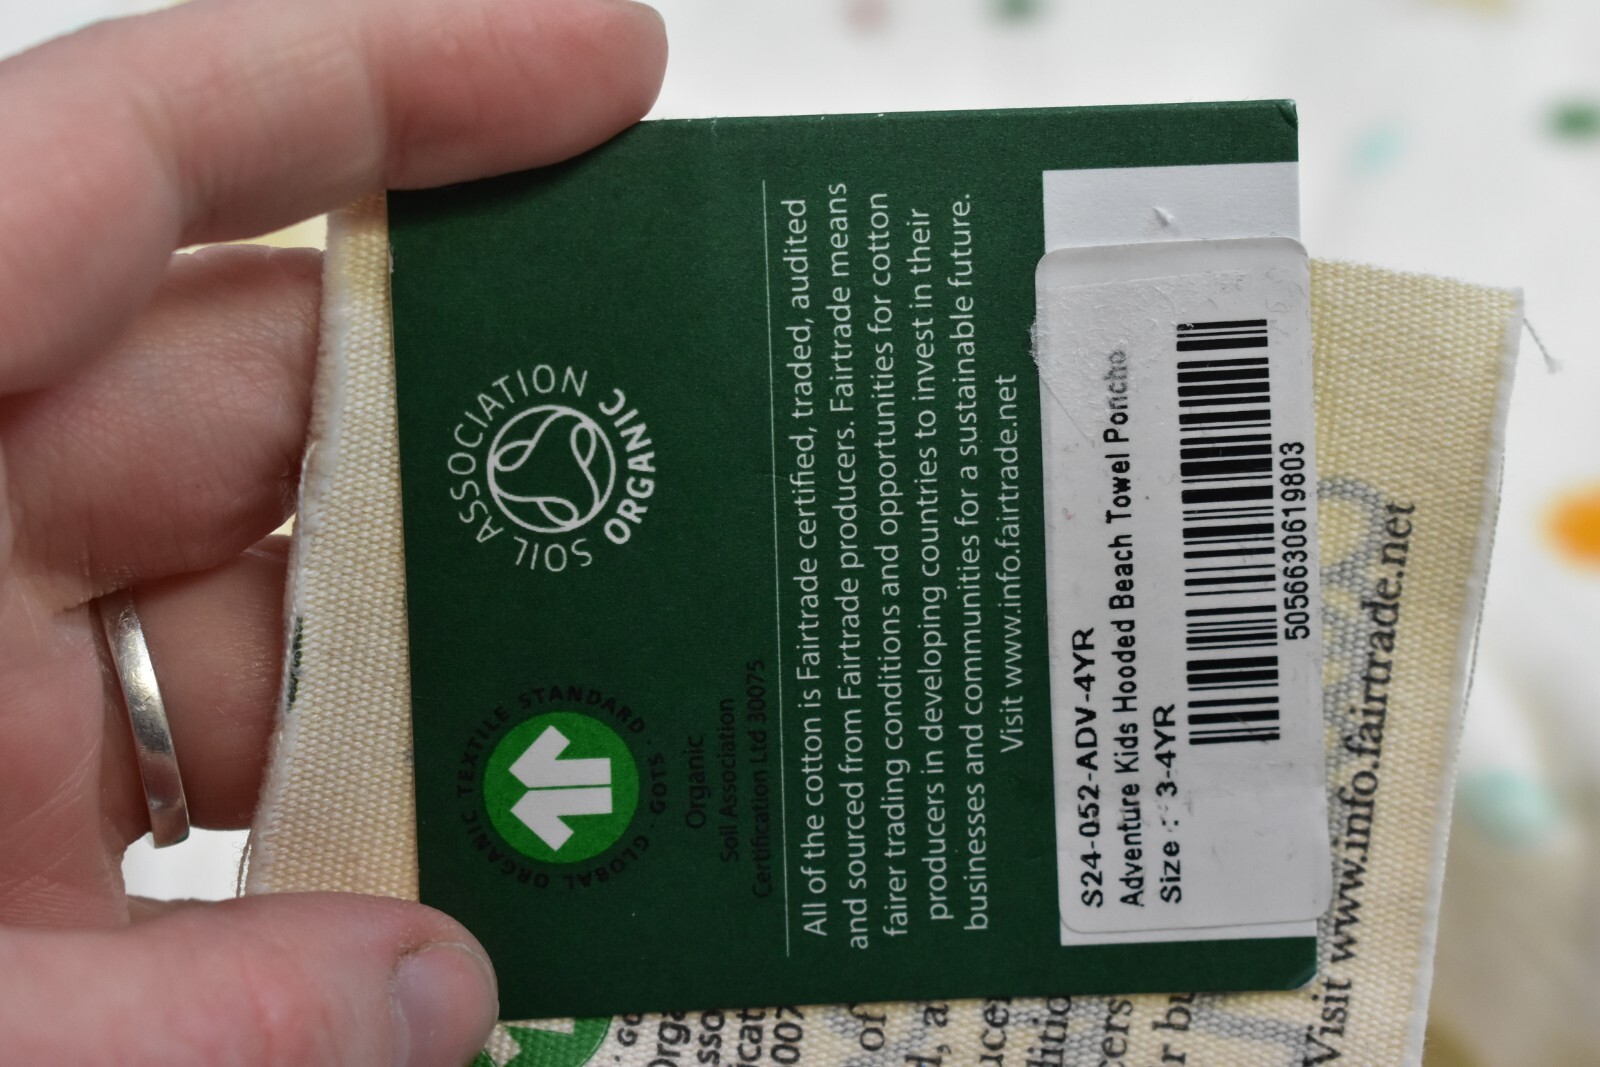 SOIL ASSOCIATION
ORGANIC
GLOBAL ORGANIC TEXTILE STANDARD · GOTS ·
Organic
Soil Association
Certification Ltd 30075
All of the cotton is Fairtrade certified, traded, audited
and sourced from Fairtrade producers. Fairtrade means
fairer trading conditions and opportunities for cotton
producers in developing countries to invest in their
businesses and communities for a sustainable future.
Visit www.info.fairtrade.net
S24-052-ADV-4YR
Adventure Kids Hooded Beach Towel Poncho
Size : 3-4YR
5056630619803
of
Visit www.info.fairtrade.net